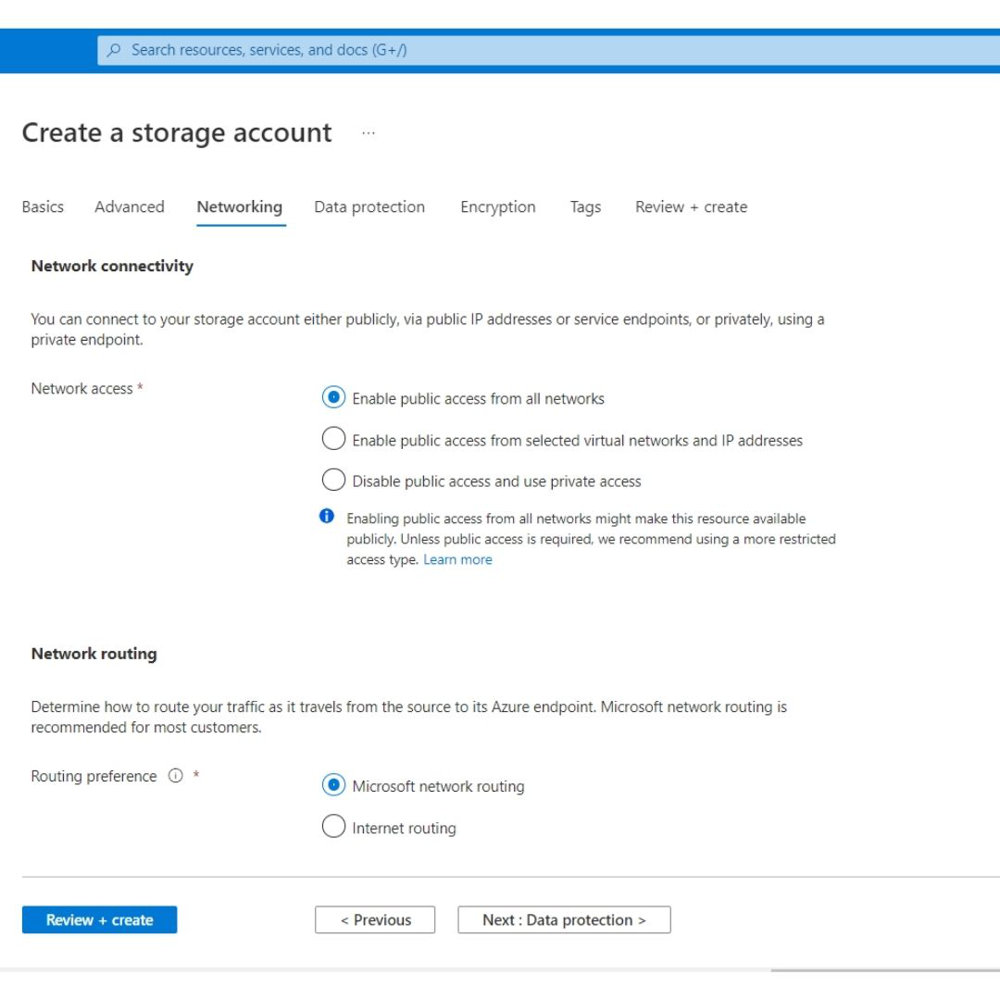 Search resources, services, and docs (G+/)
Create a storage account ...
Basics Advanced Networking Data protection Encryption Tags Review + create
Network connectivity
You can connect to your storage account either publicly, via public IP addresses or service endpoints, or privately, using a
private endpoint.
Network access *
Enable public access from all networks
Enable public access from selected virtual networks and IP addresses
Disable public access and use private access
Enabling public access from all networks might make this resource available
publicly. Unless public access is required, we recommend using a more restricted
access type. Learn more
Network routing
Determine how to route your traffic as it travels from the source to its Azure endpoint. Microsoft network routing is
recommended for most customers.
Routing preference *
Microsoft network routing
Internet routing
Review + create < Previous Next : Data protection >